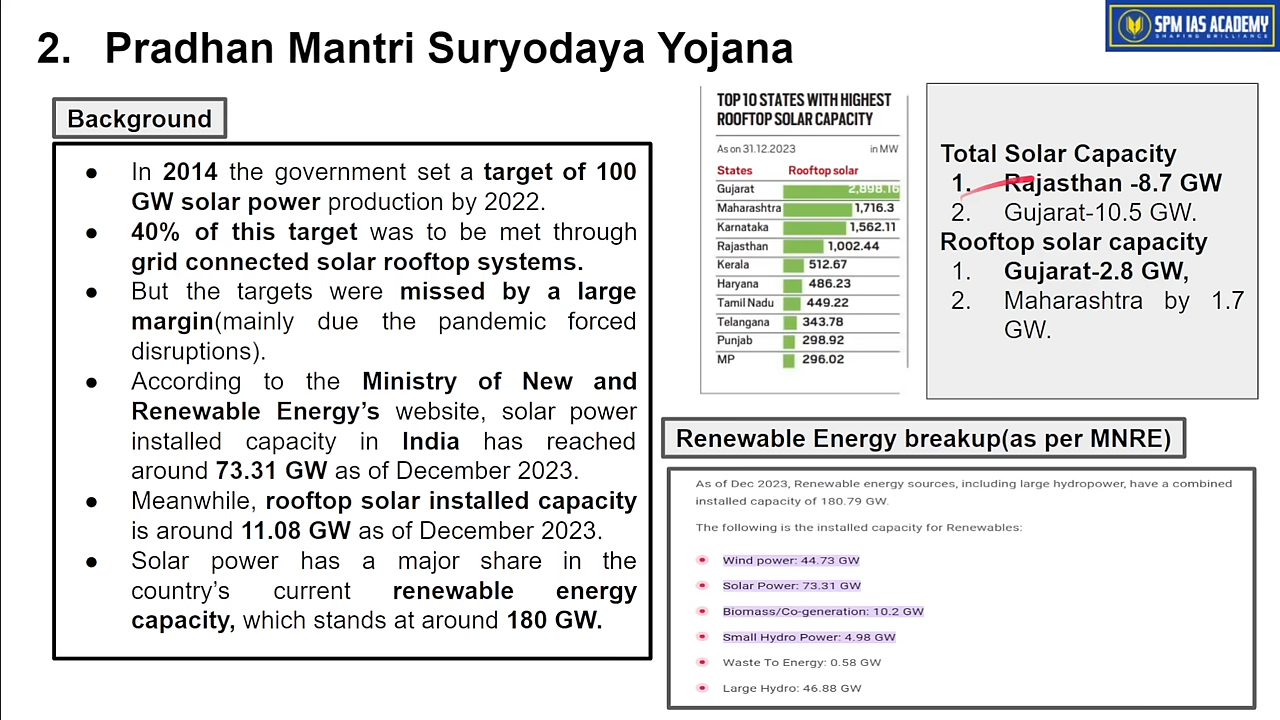 2. Pradhan Mantri Suryodaya Yojana
SPM IAS ACADEMY
SHAPING BRILLIANCE
Background
● In 2014 the government set a target of 100
GW solar power production by 2022.
● 40% of this target was to be met through
grid connected solar rooftop systems.
● But the targets were missed by a large
margin(mainly due the pandemic forced
disruptions).
● According to the Ministry of New and
Renewable Energy’s website, solar power
installed capacity in India has reached
around 73.31 GW as of December 2023.
● Meanwhile, rooftop solar installed capacity
is around 11.08 GW as of December 2023.
● Solar power has a major share in the
country’s current renewable energy
capacity, which stands at around 180 GW.
TOP 10 STATES WITH HIGHEST
ROOFTOP SOLAR CAPACITY
As on 31.12.2023 in MW
States Rooftop solar
Gujarat 2,898.16
Maharashtra 1,716.3
Karnataka 1,562.11
Rajasthan 1,002.44
Kerala 512.67
Haryana 486.23
Tamil Nadu 449.22
Telangana 343.78
Punjab 298.92
MP 296.02
Total Solar Capacity
1. Rajasthan -8.7 GW
2. Gujarat-10.5 GW.
Rooftop solar capacity
1. Gujarat-2.8 GW,
2. Maharashtra by 1.7
GW.
Renewable Energy breakup(as per MNRE)
As of Dec 2023, Renewable energy sources, including large hydropower, have a combined
installed capacity of 180.79 GW.
The following is the installed capacity for Renewables:
Wind power: 44.73 GW
Solar Power: 73.31 GW
Biomass/Co-generation: 10.2 GW
Small Hydro Power: 4.98 GW
Waste To Energy: 0.58 GW
Large Hydro: 46.88 GW